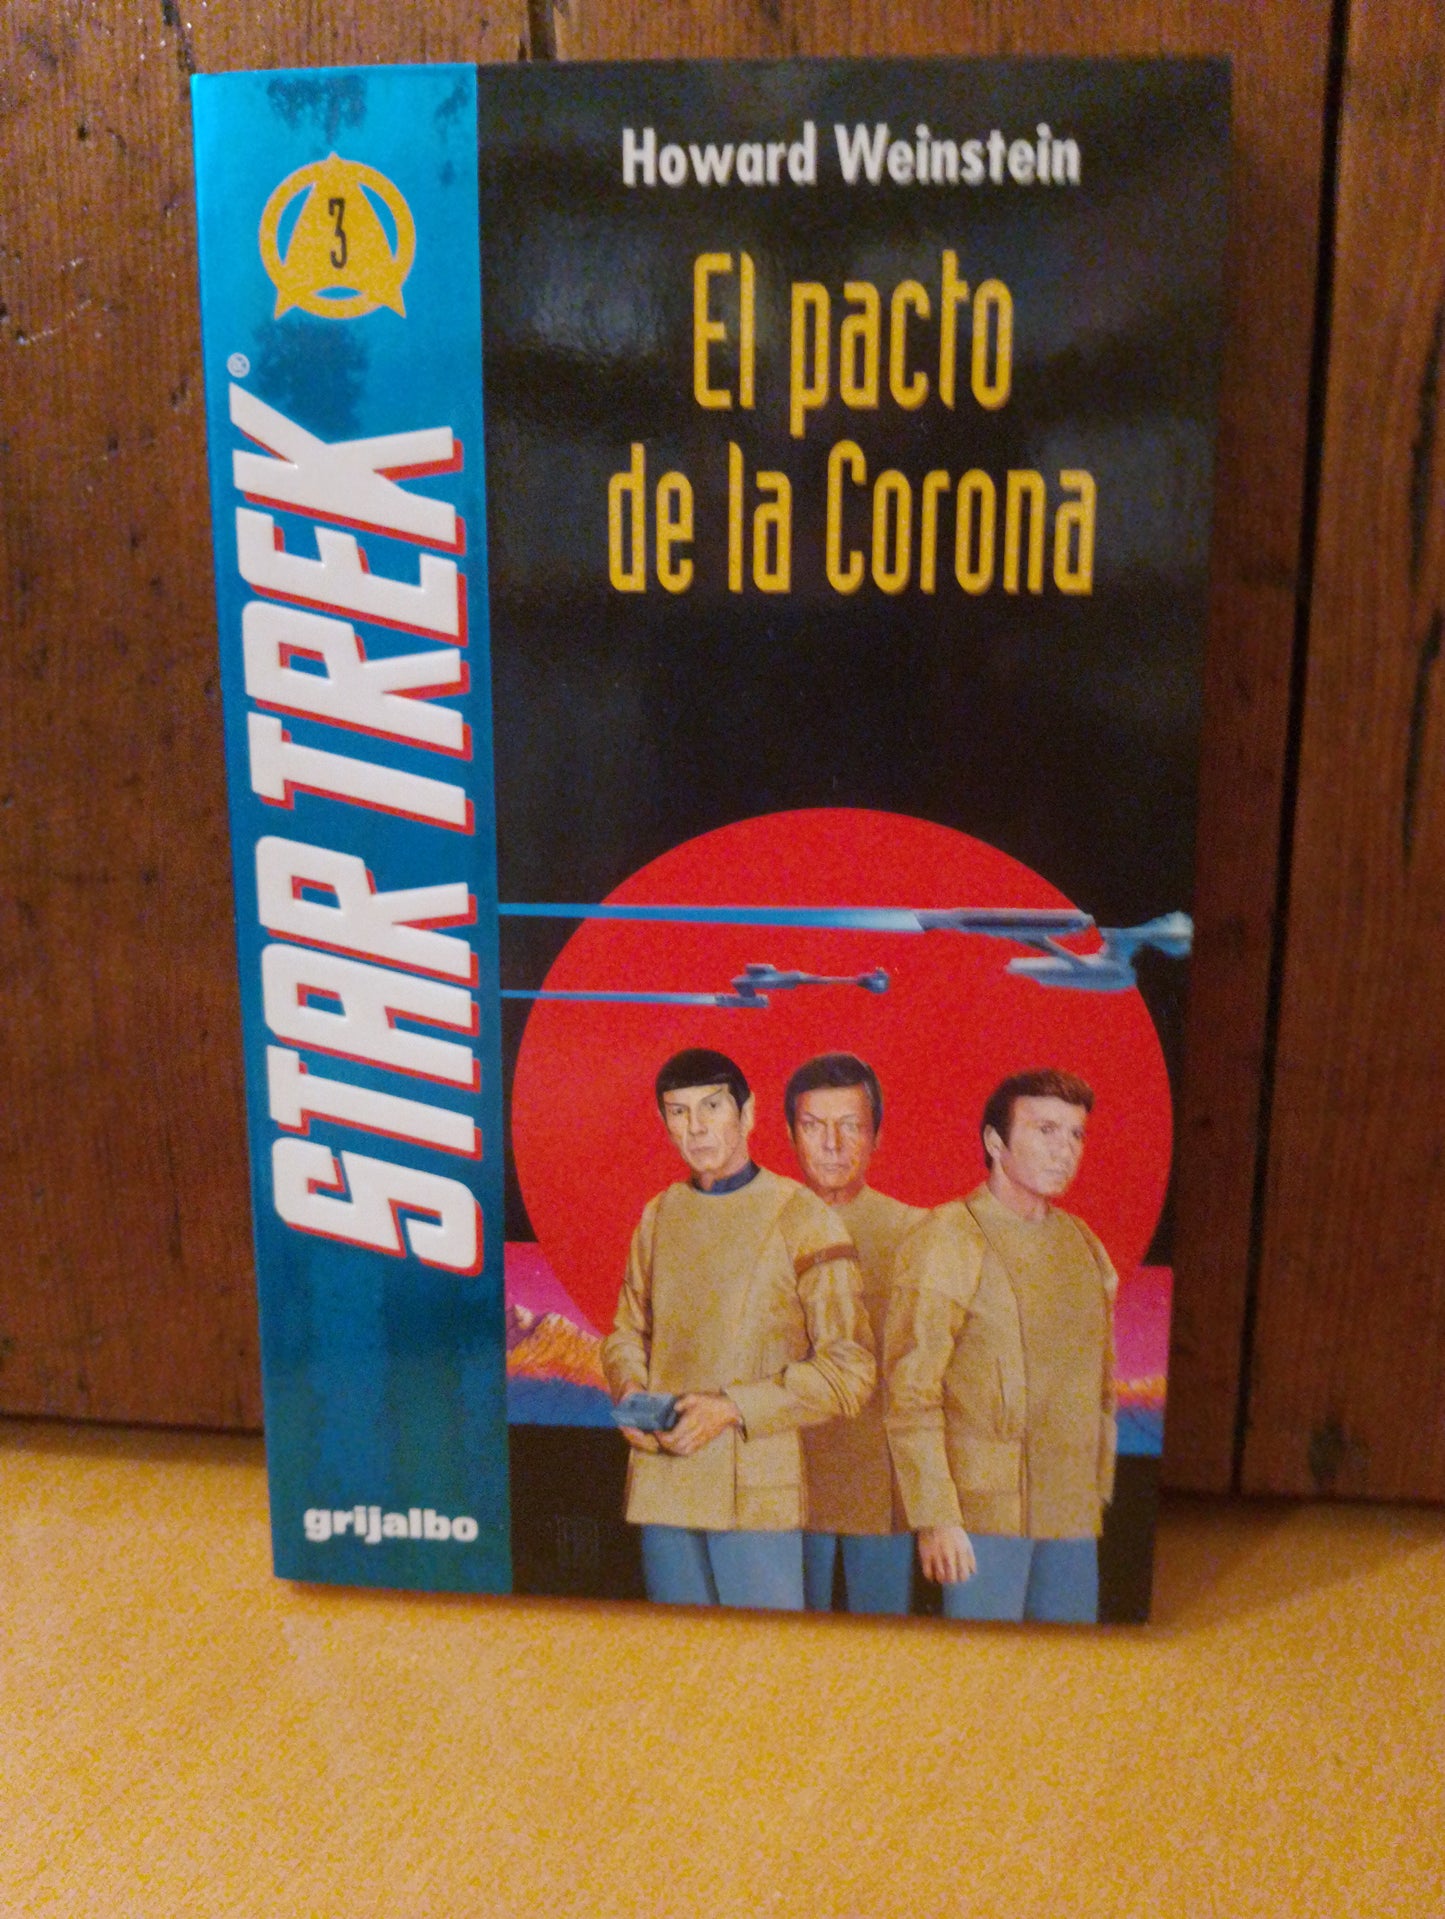 Howard Weinstein
El pacto
de la Corona
3
STAR TREK®
grijalbo